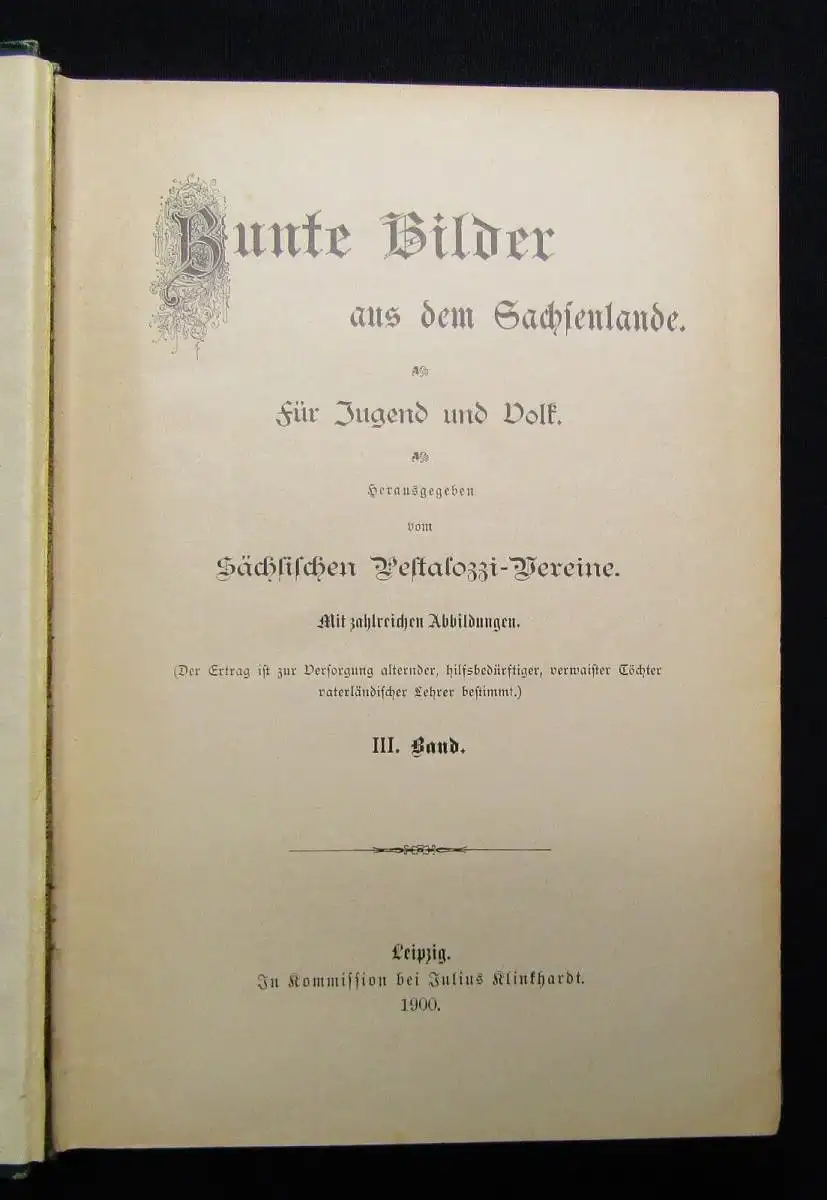 Bunte Bilder
aus dem Sachsenlande.
Für Jugend und Volk.
Herausgegeben
vom
Sächsischen Pestalozzi-Vereine.
Mit zahlreichen Abbildungen.
(Der Ertrag ist zur Versorgung alternder, hilfsbedürftiger, verwaister Töchter
vaterländischer Lehrer bestimmt.)
III. Band.
Leipzig.
In Kommission bei Julius Klinkhardt.
1900.